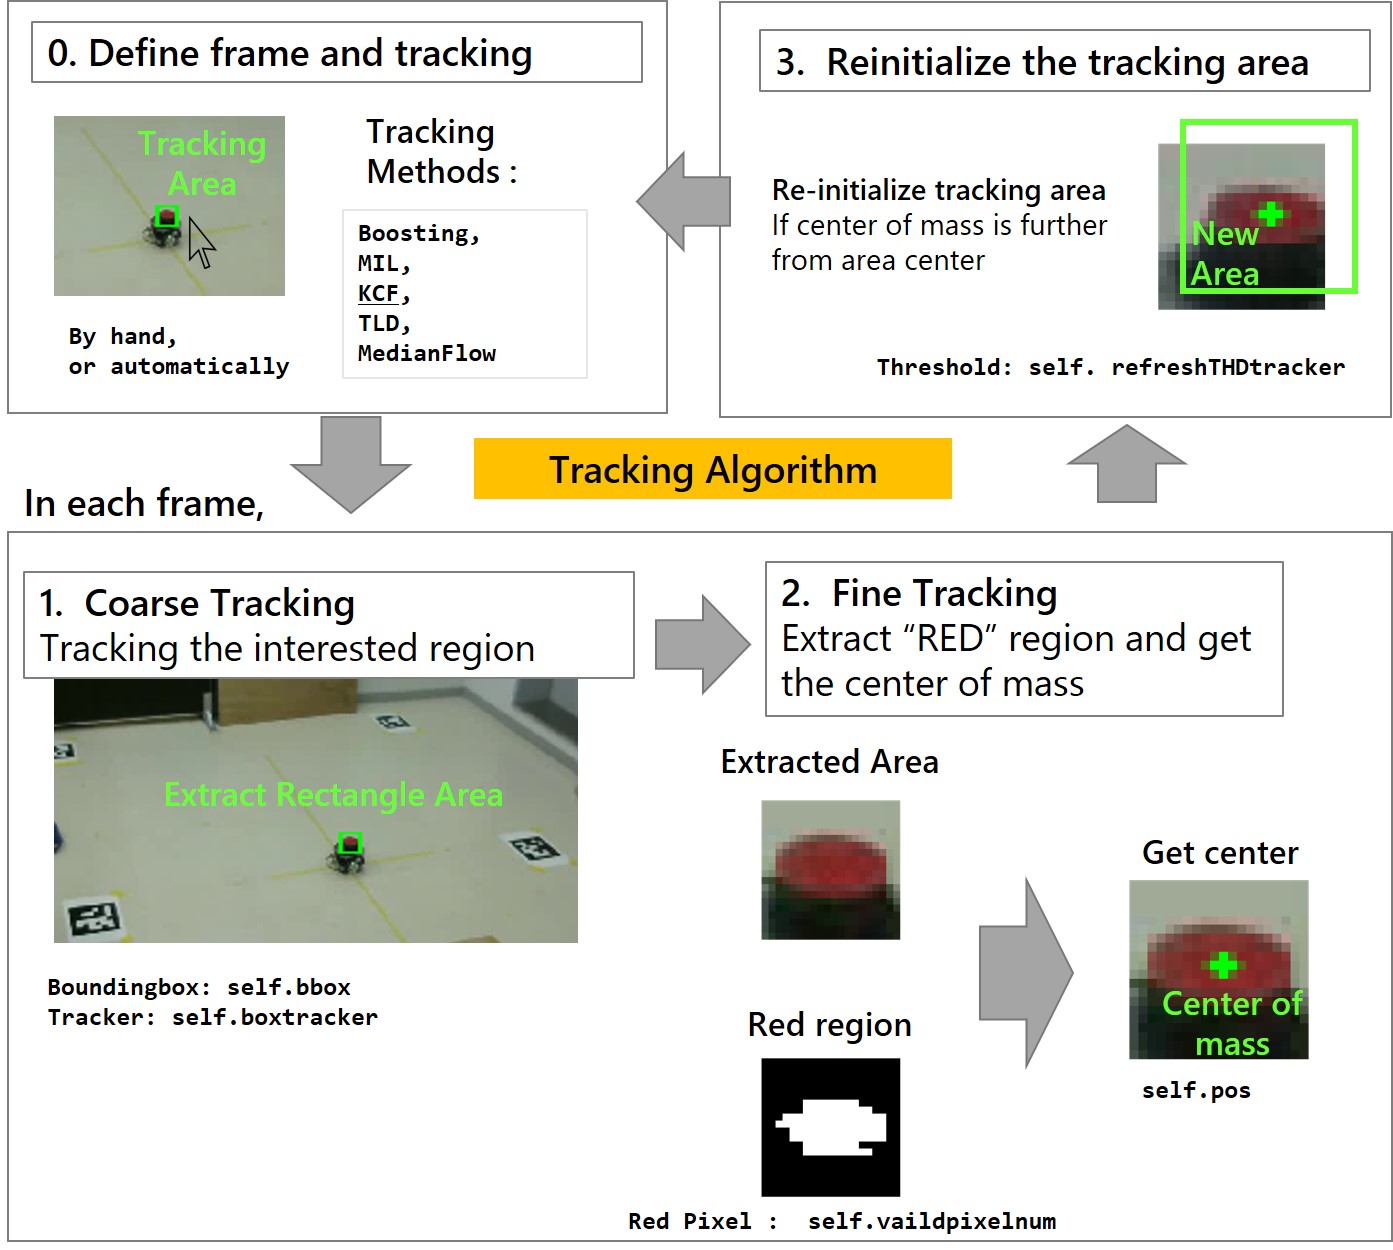 0. Define frame and tracking
Tracking
Area
By hand,
or automatically
Tracking
Methods :
Boosting,
MIL,
KCF,
TLD,
MedianFlow
3. Reinitialize the tracking area
Re-initialize tracking area
If center of mass is further
from area center
New
Area
Threshold: self. refreshTHDtracker
Tracking Algorithm
In each frame,
1. Coarse Tracking
Tracking the interested region
Extract Rectangle Area
Boundingbox: self.bbox
Tracker: self.boxtracker
2. Fine Tracking
Extract “RED” region and get
the center of mass
Extracted Area
Red region
Red Pixel : self.vaildpixelnum
Get center
Center of
mass
self.pos